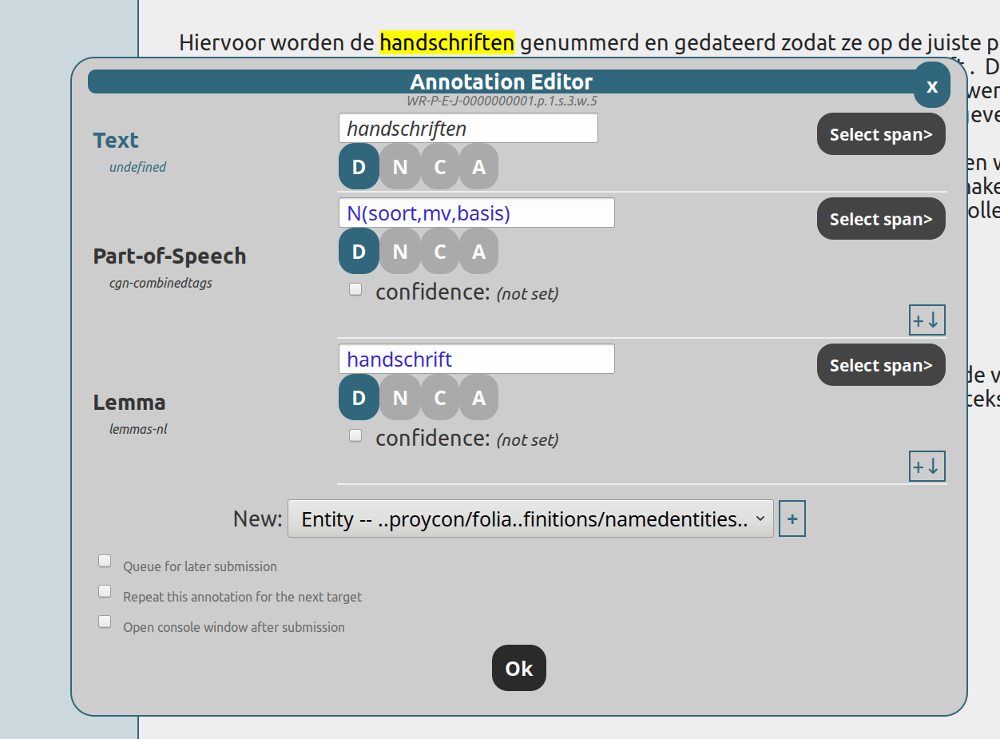 Hiervoor worden de handschriften genummerd en gedateerd zodat ze op de juiste
Annotation Editor
x
WR-P-E-J-0000000001.p.1.s.3.w.5
Text
undefined
handschriften
Select span>
D N C A
Part-of-Speech
cgn-combinedtags
N(soort,mv,basis)
Select span>
D N C A
confidence: (not set)
+↓
Lemma
lemmas-nl
handschrift
Select span>
D N C A
confidence: (not set)
+↓
New: Entity -- ..proycon/folia..finitions/namedentities.. +
Queue for later submission
Repeat this annotation for the next target
Open console window after submission
Ok